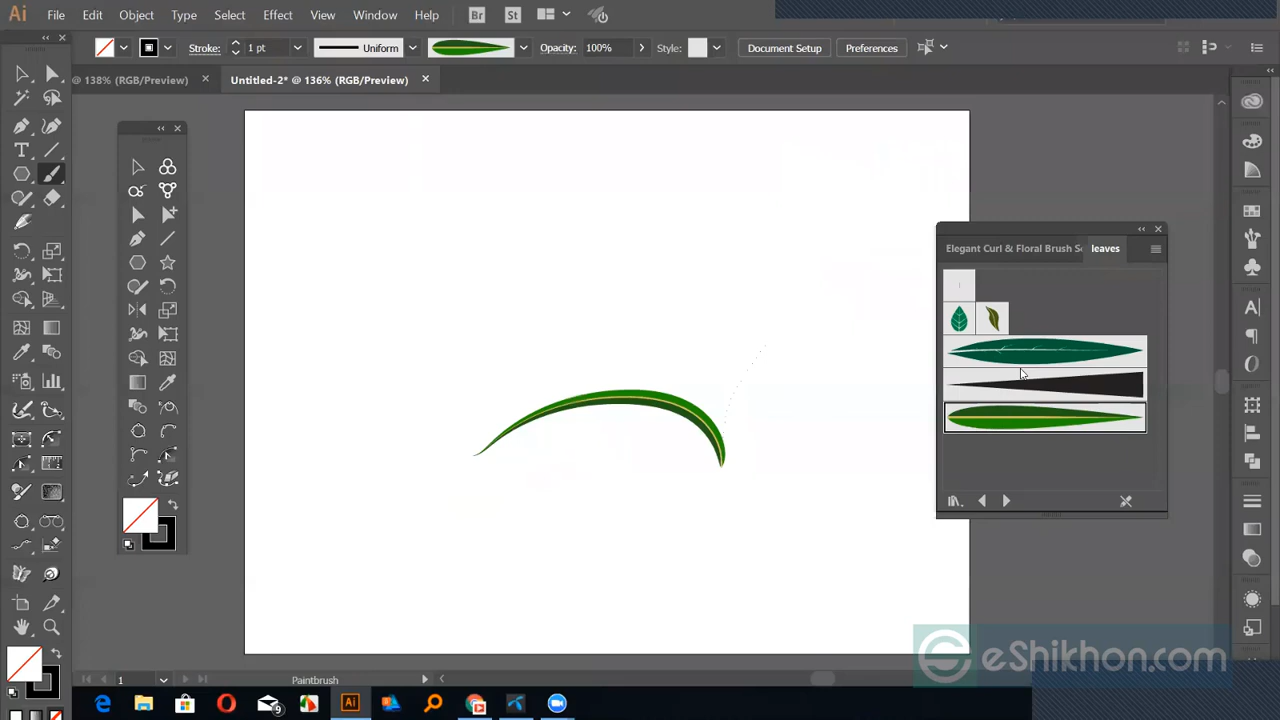 Ai File Edit Object Type Select Effect View Window Help Br St
Stroke: 1 pt Uniform Opacity: 100% Style: Document Setup Preferences
@ 138% (RGB/Preview) Untitled-2* @ 136% (RGB/Preview)
Elegant Curl & Floral Brush Se leaves
1 Paintbrush
eShikhon.com
Ai 9